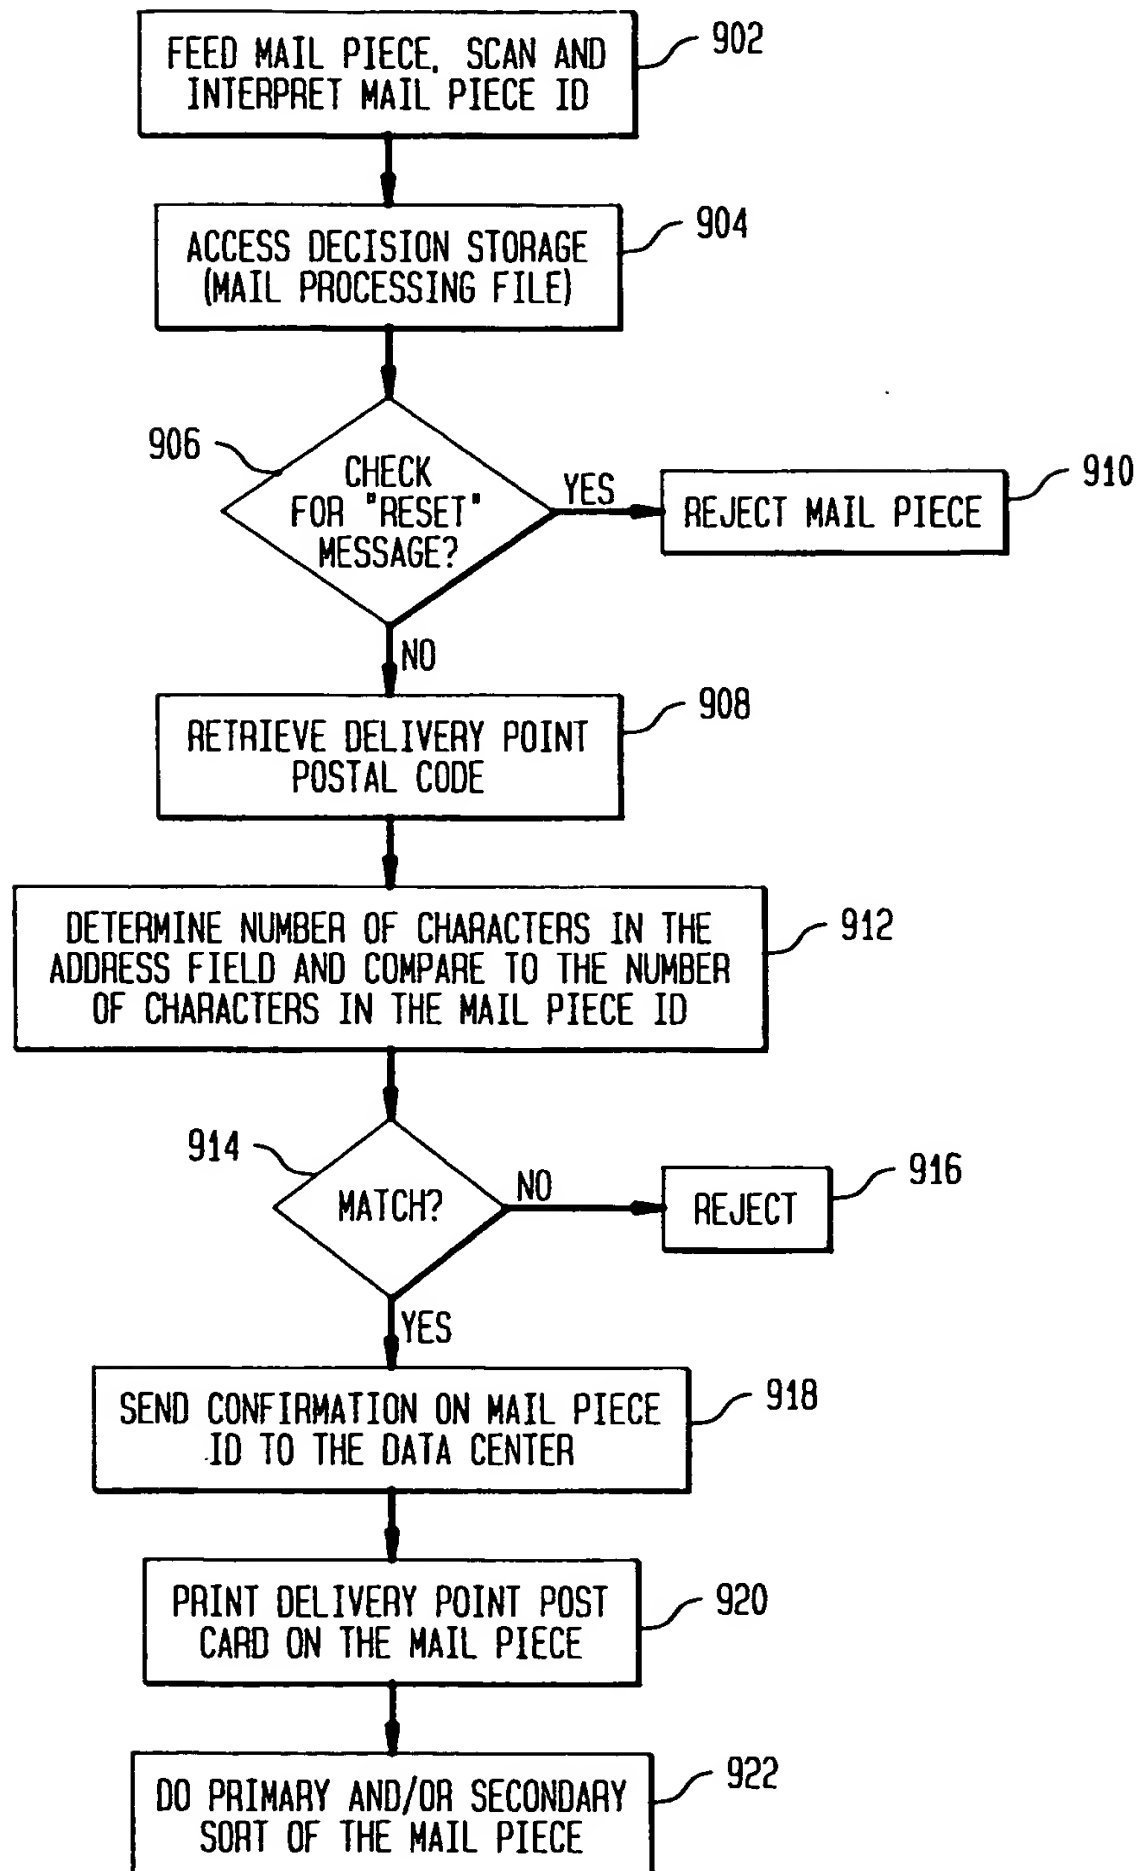 FEED MAIL PIECE, SCAN AND
INTERPRET MAIL PIECE ID
902
ACCESS DECISION STORAGE
(MAIL PROCESSING FILE)
904
906
CHECK
FOR "RESET"
MESSAGE?
YES
REJECT MAIL PIECE
910
NO
RETRIEVE DELIVERY POINT
POSTAL CODE
908
DETERMINE NUMBER OF CHARACTERS IN THE
ADDRESS FIELD AND COMPARE TO THE NUMBER
OF CHARACTERS IN THE MAIL PIECE ID
912
914
MATCH?
NO
REJECT
916
YES
SEND CONFIRMATION ON MAIL PIECE
ID TO THE DATA CENTER
918
PRINT DELIVERY POINT POST
CARD ON THE MAIL PIECE
920
DO PRIMARY AND/OR SECONDARY
SORT OF THE MAIL PIECE
922